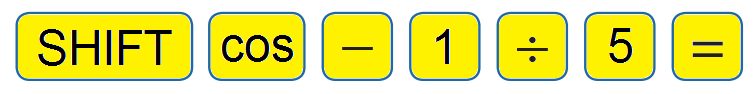 SHIFT cos − 1 ÷ 5 =